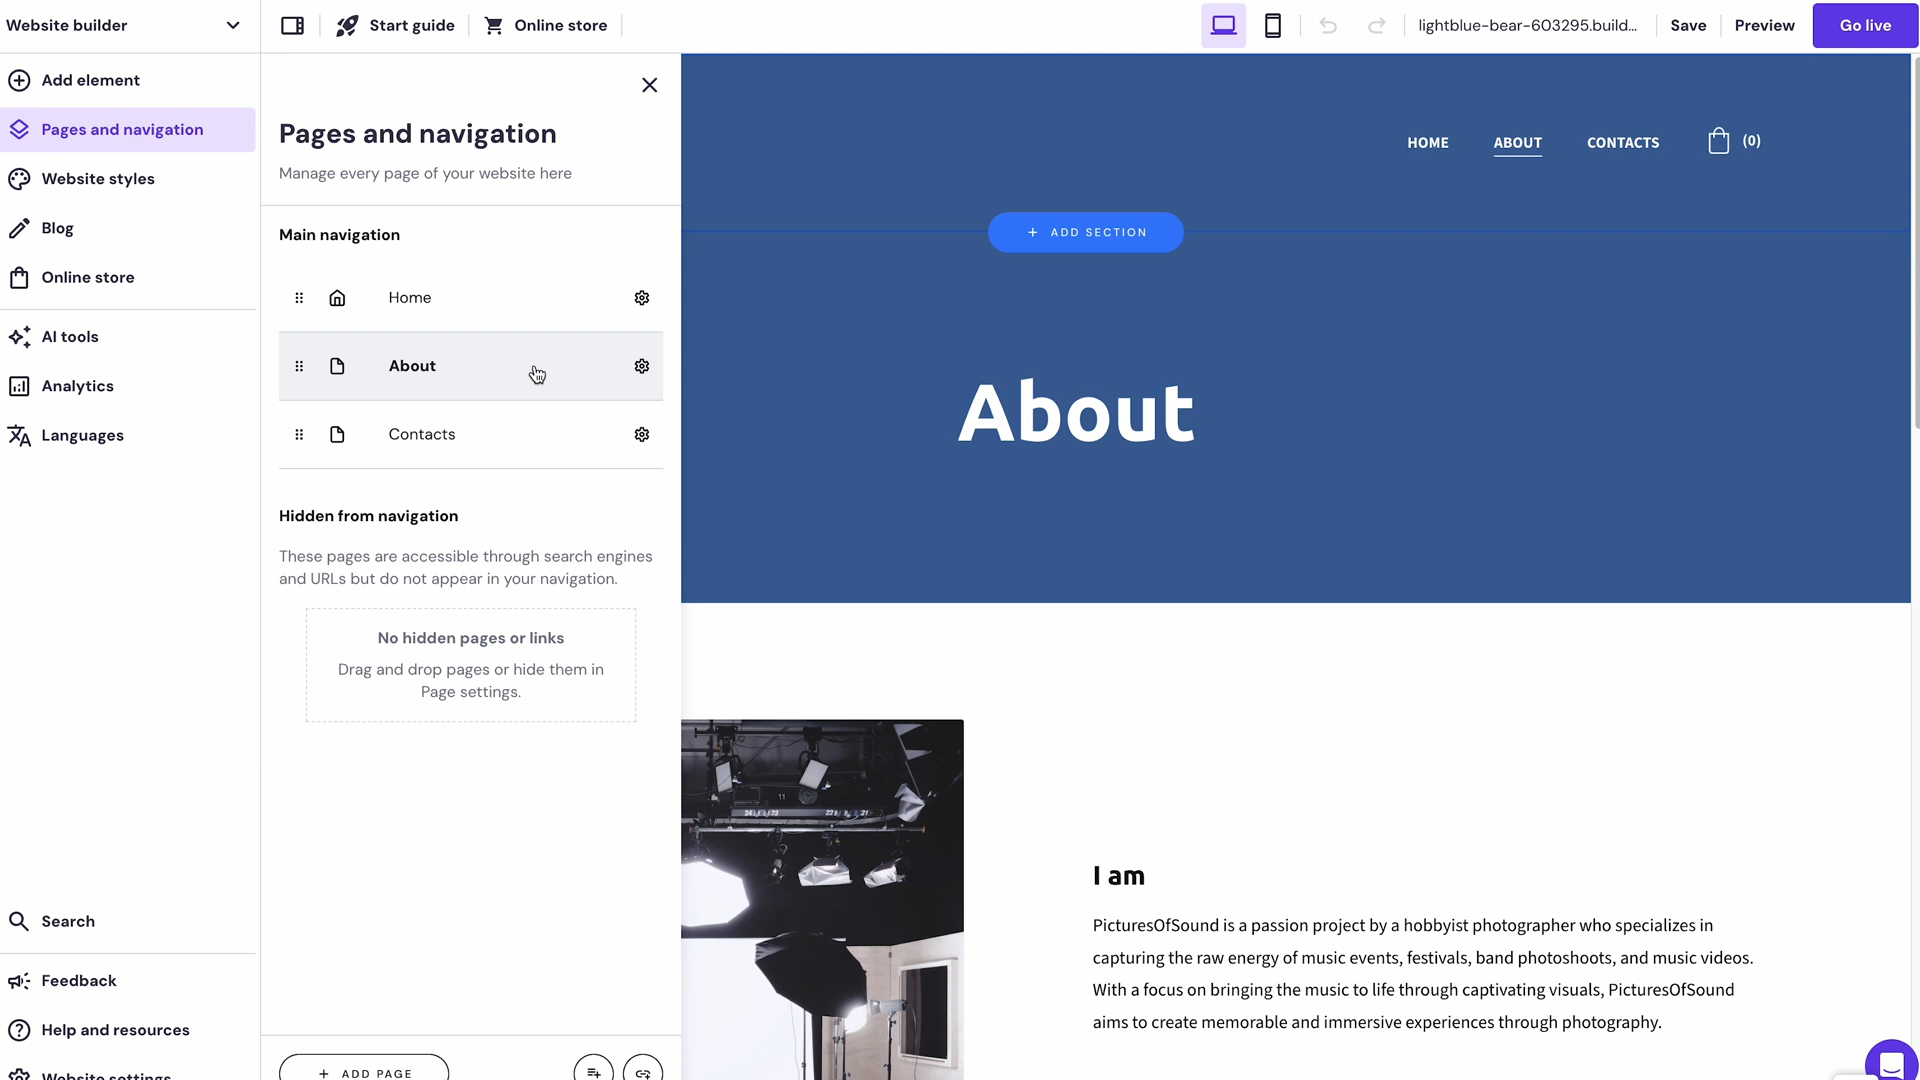 Website builder
Start guide
Online store
lightblue-bear-603295.build...
Save
Preview
Go live
Add element
Pages and navigation
Website styles
Blog
Online store
AI tools
Analytics
Languages
Search
Feedback
Help and resources
Website settings
Pages and navigation
Manage every page of your website here
Main navigation
Home
About
Contacts
Hidden from navigation
These pages are accessible through search engines
and URLs but do not appear in your navigation.
No hidden pages or links
Drag and drop pages or hide them in
Page settings.
+ ADD PAGE
HOME
ABOUT
CONTACTS
(0)
+ ADD SECTION
About
I am
PicturesOfSound is a passion project by a hobbyist photographer who specializes in
capturing the raw energy of music events, festivals, band photoshoots, and music videos.
With a focus on bringing the music to life through captivating visuals, PicturesOfSound
aims to create memorable and immersive experiences through photography.